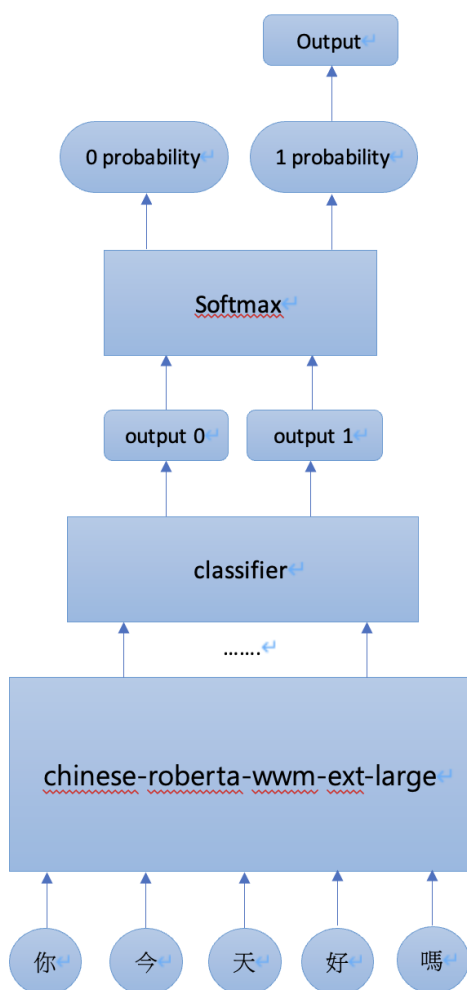 Output
0 probability
1 probability
Softmax
output 0
output 1
classifier
…….
chinese-roberta-wwm-ext-large
你
今
天
好
嗎